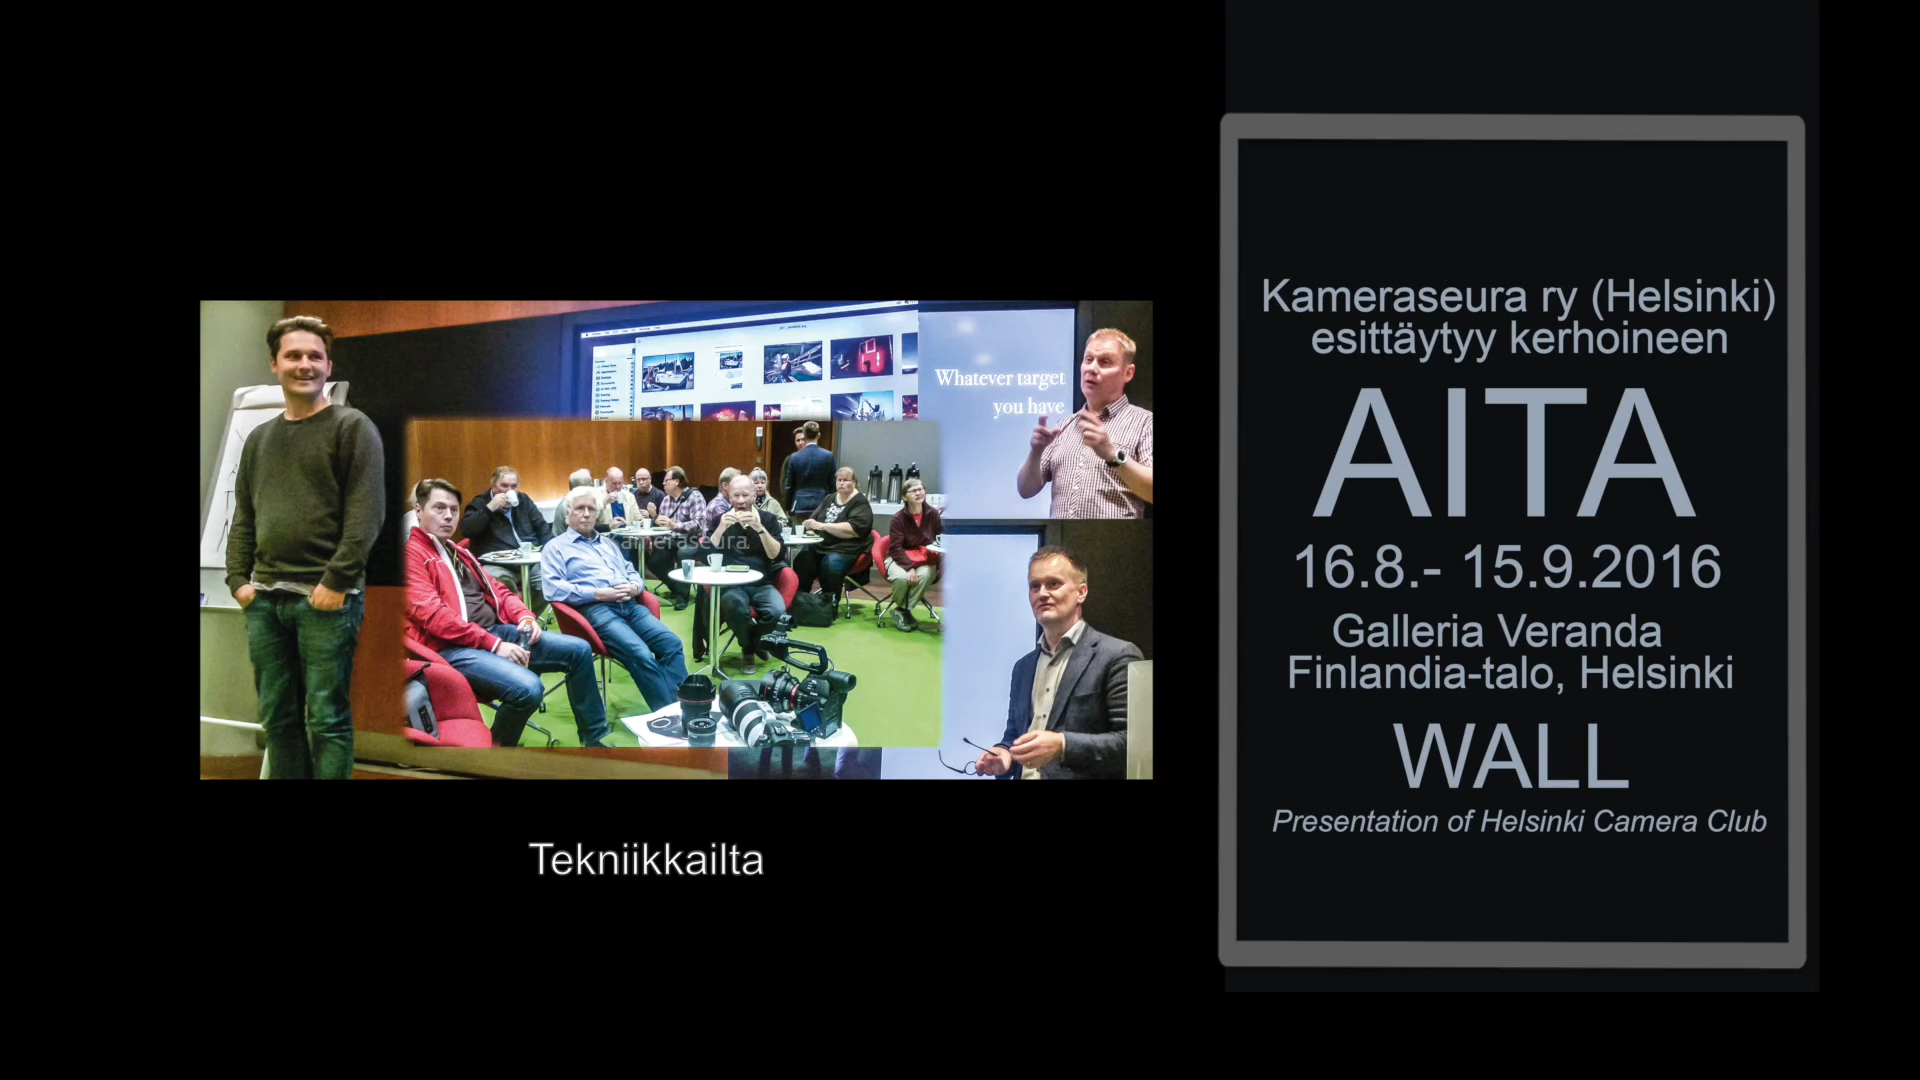 Whatever target
you have
ameraseura
Tekniikkailta
Kameraseura ry (Helsinki)
esittäytyy kerhoineen
AITA
16.8.- 15.9.2016
Galleria Veranda
Finlandia-talo, Helsinki
WALL
Presentation of Helsinki Camera Club